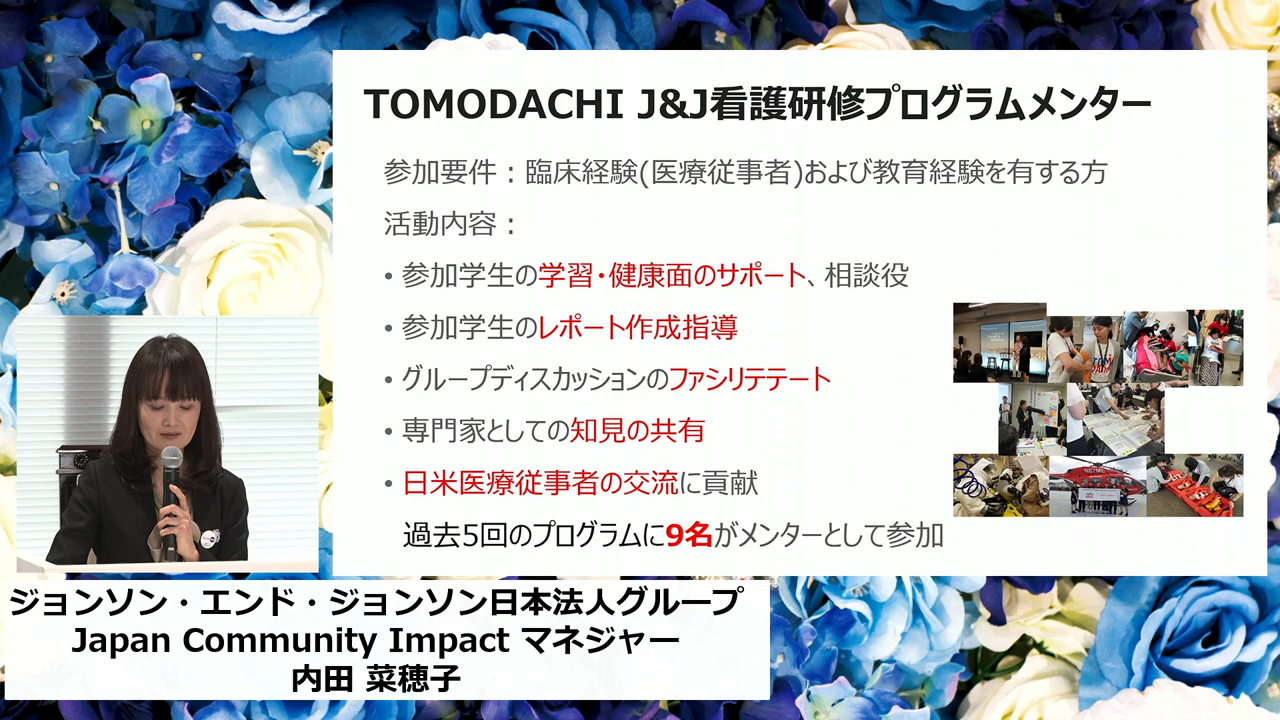 TOMODACHI J&J看護研修プログラムメンター
参加要件：臨床経験(医療従事者)および教育経験を有する方
活動内容：
• 参加学生の学習・健康面のサポート、相談役
• 参加学生のレポート作成指導
• グループディスカッションのファシリテテート
• 専門家としての知見の共有
• 日米医療従事者の交流に貢献
過去5回のプログラムに9名がメンターとして参加
ジョンソン・エンド・ジョンソン日本法人グループ
Japan Community Impact マネジャー
内田 菜穂子